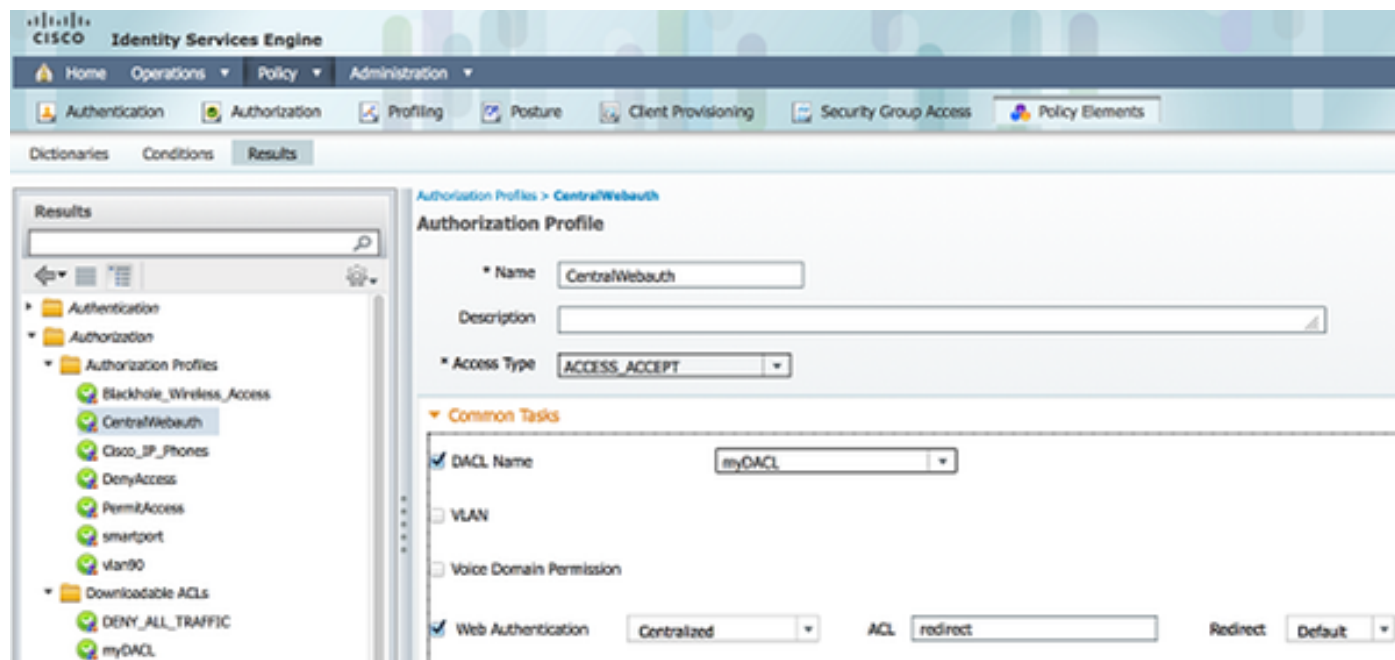 CISCO Identity Services Engine
Home Operations Policy Administration
Authentication Authorization Profiling Posture Client Provisioning Security Group Access Policy Elements
Dictionaries Conditions Results
Results
Authentication
Authorization
Authorization Profiles
Blackhole_Wireless_Access
CentralWebauth
Cisco_IP_Phones
DenyAccess
PermitAccess
smartport
vlan90
Downloadable ACLs
DENY_ALL_TRAFFIC
myDACL
Authorization Profiles > CentralWebauth
Authorization Profile
* Name CentralWebauth
Description
* Access Type ACCESS_ACCEPT
Common Tasks
DACL Name myDACL
VLAN
Voice Domain Permission
Web Authentication Centralized ACL redirect Redirect Default